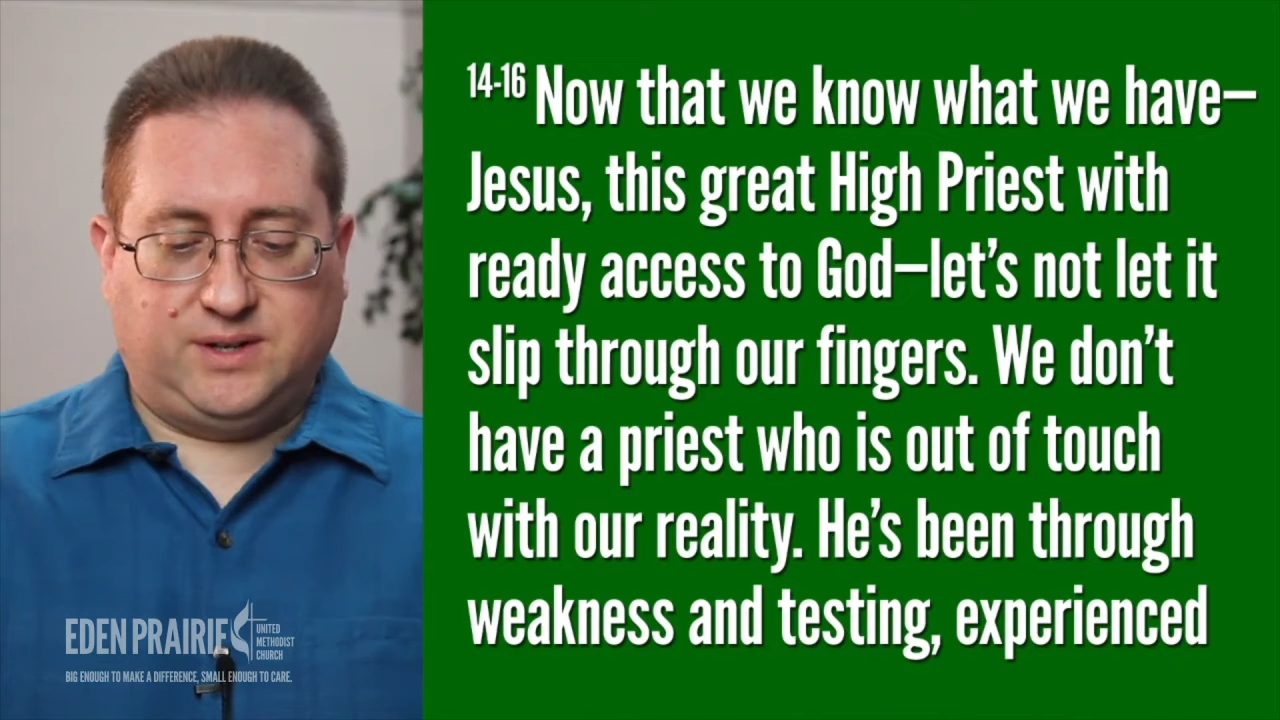 14-16 Now that we know what we have—
Jesus, this great High Priest with
ready access to God—let's not let it
slip through our fingers. We don't
have a priest who is out of touch
with our reality. He's been through
weakness and testing, experienced
EDEN PRAIRIE
UNITED
METHODIST
CHURCH
BIG ENOUGH TO MAKE A DIFFERENCE, SMALL ENOUGH TO CARE.